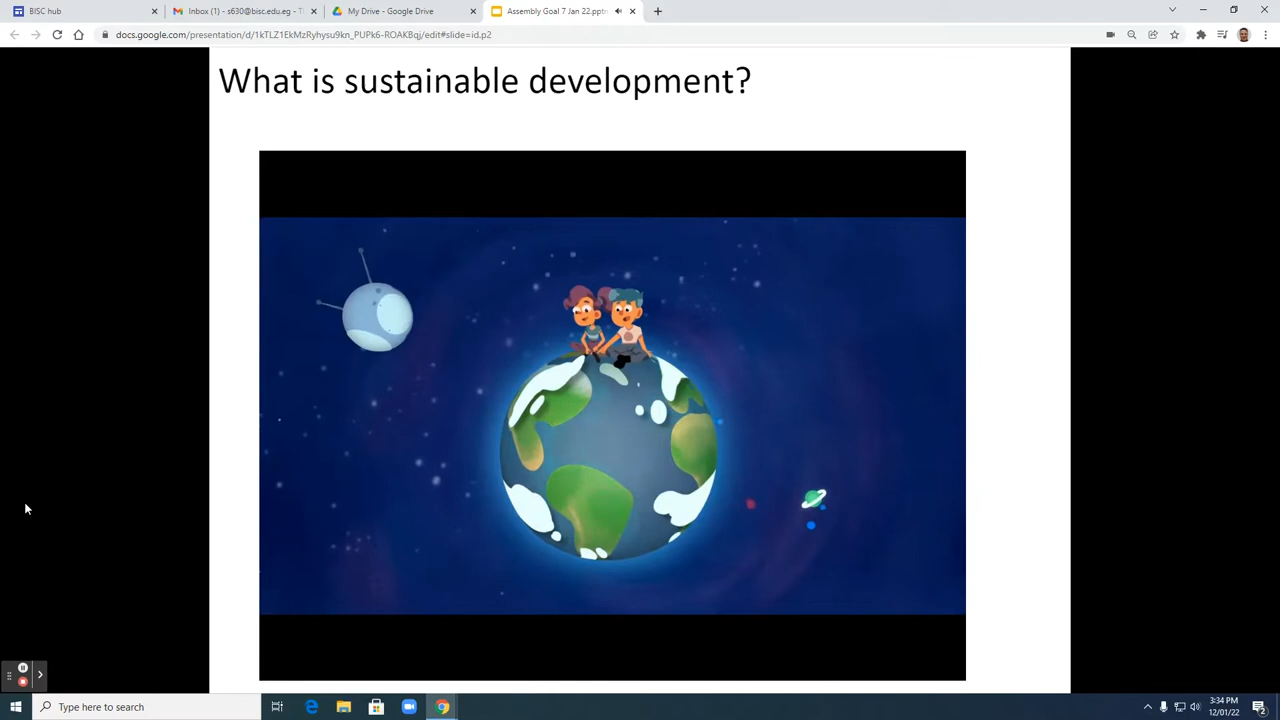 BISC hub
Inbox (1) - s630@bisc.edu.eg - T
My Drive - Google Drive
Assembly Goal 7 Jan 22.pptm
docs.google.com/presentation/d/1kTLZ1EkMzRyhysu9kn_PUPk6-ROAKBqj/edit#slide=id.p2
What is sustainable development?
Type here to search
3:34 PM
12/01/22
2